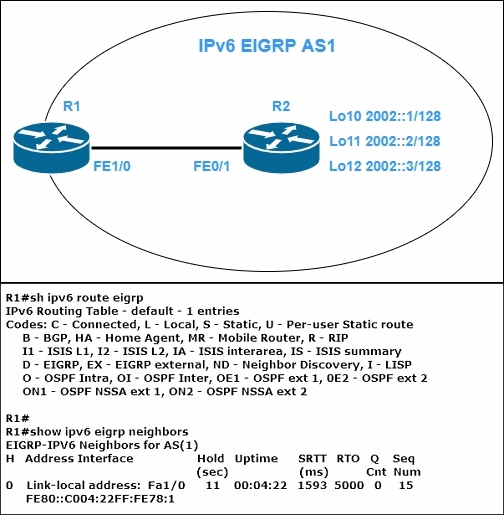 IPv6 EIGRP AS1
R1
R2
Lo10 2002::1/128
Lo11 2002::2/128
Lo12 2002::3/128
FE1/0
FE0/1
R1#sh ipv6 route eigrp
IPv6 Routing Table - default - 1 entries
Codes: C - Connected, L - Local, S - Static, U - Per-user Static route
B - BGP, HA - Home Agent, MR - Mobile Router, R - RIP
I1 - ISIS L1, I2 - ISIS L2, IA - ISIS interarea, IS - ISIS summary
D - EIGRP, EX - EIGRP external, ND - Neighbor Discovery, I - LISP
O - OSPF Intra, OI - OSPF Inter, OE1 - OSPF ext 1, 0E2 - OSPF ext 2
ON1 - OSPF NSSA ext 1, ON2 - OSPF NSSA ext 2
R1#
R1#show ipv6 eigrp neighbors
EIGRP-IPV6 Neighbors for AS(1)
H Address Interface Hold Uptime SRTT RTO Q Seq
(sec) (ms) Cnt Num
0 Link-local address: Fa1/0 11 00:04:22 1593 5000 0 15
FE80::C004:22FF:FE78:1